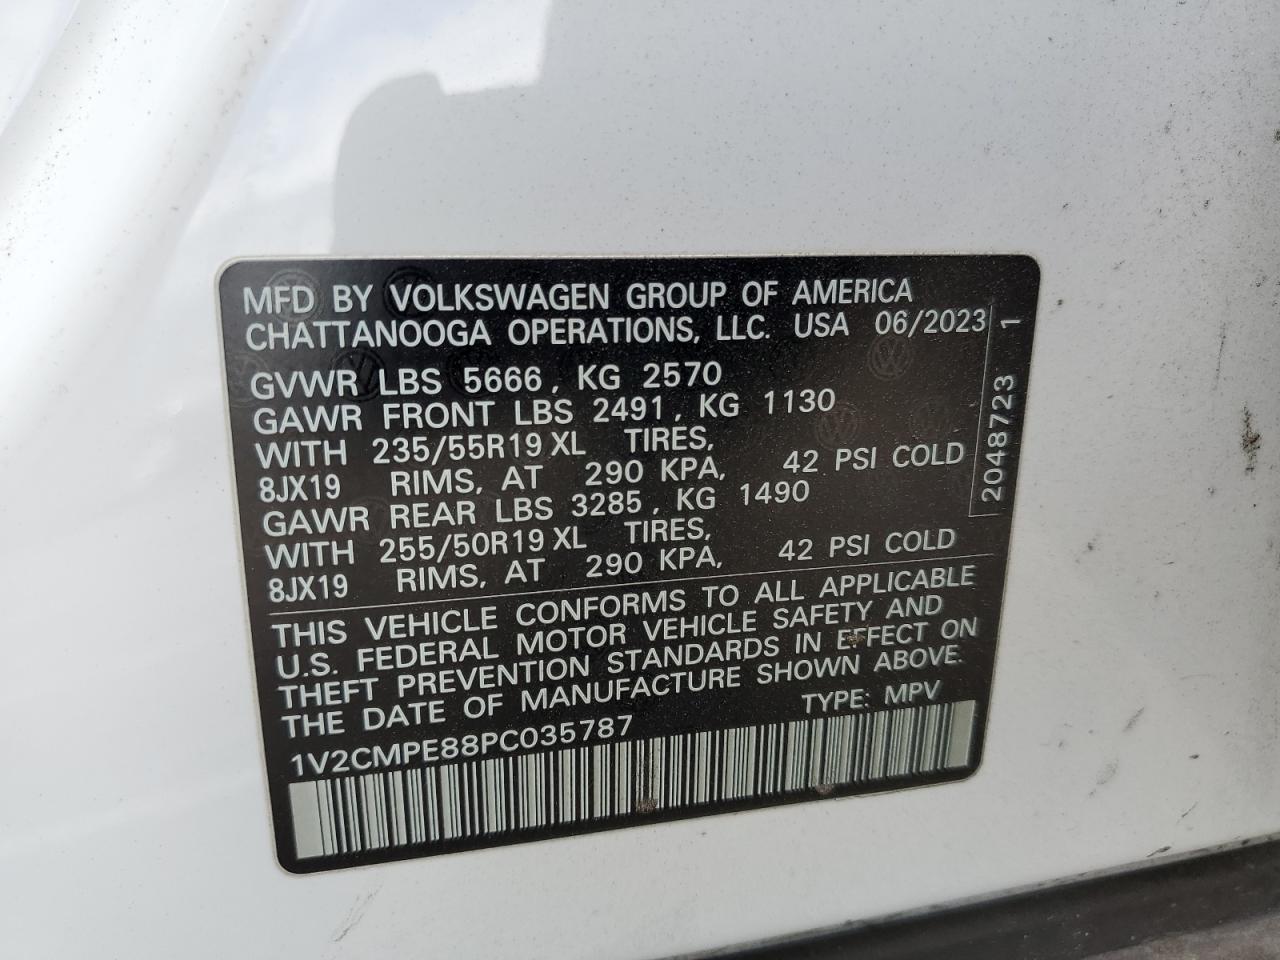 MFD BY VOLKSWAGEN GROUP OF AMERICA
CHATTANOOGA OPERATIONS, LLC. USA 06/2023
GVWR LBS 5666, KG 2570
GAWR FRONT LBS 2491, KG 1130
WITH 235/55R19 XL TIRES,
8JX19 RIMS, AT 290 KPA, 42 PSI COLD
GAWR REAR LBS 3285, KG 1490
WITH 255/50R19 XL TIRES,
8JX19 RIMS, AT 290 KPA, 42 PSI COLD
THIS VEHICLE CONFORMS TO ALL APPLICABLE
U.S. FEDERAL MOTOR VEHICLE SAFETY AND
THEFT PREVENTION STANDARDS IN EFFECT ON
THE DATE OF MANUFACTURE SHOWN ABOVE.
TYPE: MPV
1V2CMPE88PC035787
2048723 1